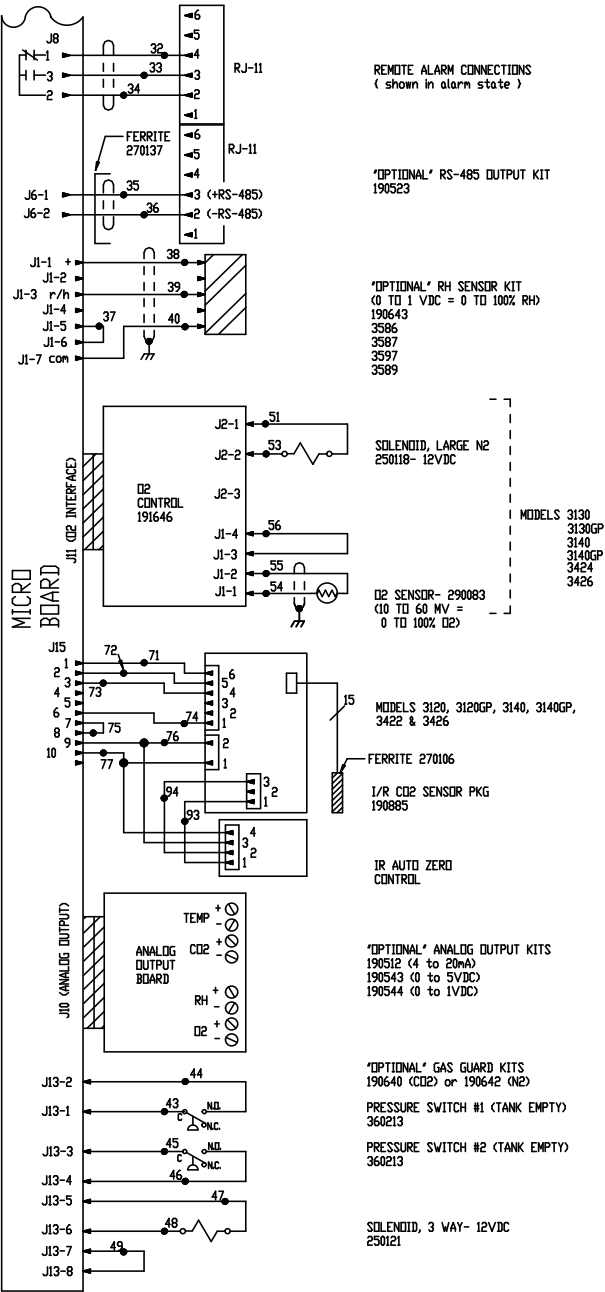 J8
1
3
2
32
33
34
6
5
4
3
2
1
RJ-11
REMOTE ALARM CONNECTIONS
( shown in alarm state )
FERRITE
270137
6
5
4
3 (+RS-485)
2 (-RS-485)
1
RJ-11
"OPTIONAL" RS-485 OUTPUT KIT
190523
J6-1
J6-2
35
36
J1-1 +
J1-2
J1-3 r/h
J1-4
J1-5
J1-6
J1-7 com
37
38
39
40
"OPTIONAL" RH SENSOR KIT
(0 TO 1 VDC = 0 TO 100% RH)
190643
3586
3587
3597
3589
J11 (O2 INTERFACE)
O2
CONTROL
191646
J2-1
J2-2
J2-3
J1-4
J1-3
J1-2
J1-1
51
53
56
55
54
SOLENOID, LARGE N2
250118- 12VDC
O2 SENSOR- 290083
(10 TO 60 MV =
0 TO 100% O2)
MODELS 3130
3130GP
3140
3140GP
3424
3426
MICRO
BOARD
J15
1
2
3
4
5
6
7
8
9
10
71
72
73
74
75
76
77
94
93
6
5
4
3
2
1
2
1
3
2
1
4
3
2
1
15
MODELS 3120, 3120GP, 3140, 3140GP,
3422 & 3426
FERRITE 270106
I/R CO2 SENSOR PKG
190885
IR AUTO ZERO
CONTROL
J10 (ANALOG OUTPUT)
ANALOG
OUTPUT
BOARD
TEMP + -
CO2 + -
RH + -
O2 + -
"OPTIONAL" ANALOG OUTPUT KITS
190512 (4 to 20mA)
190543 (0 to 5VDC)
190544 (0 to 1VDC)
"OPTIONAL" GAS GUARD KITS
190640 (CO2) or 190642 (N2)
J13-2
J13-1
J13-3
J13-4
J13-5
J13-6
J13-7
J13-8
44
43
C
N.O.
N.C.
PRESSURE SWITCH #1 (TANK EMPTY)
360213
45
C
N.O.
N.C.
46
PRESSURE SWITCH #2 (TANK EMPTY)
360213
47
48
49
SOLENOID, 3 WAY- 12VDC
250121